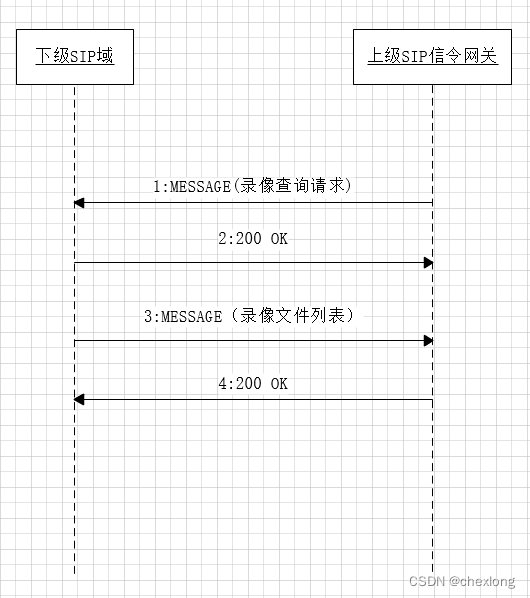 下级SIP域
上级SIP信令网关
1:MESSAGE(录像查询请求)
2:200 OK
3:MESSAGE（录像文件列表）
4:200 OK
CSDN @chexlong